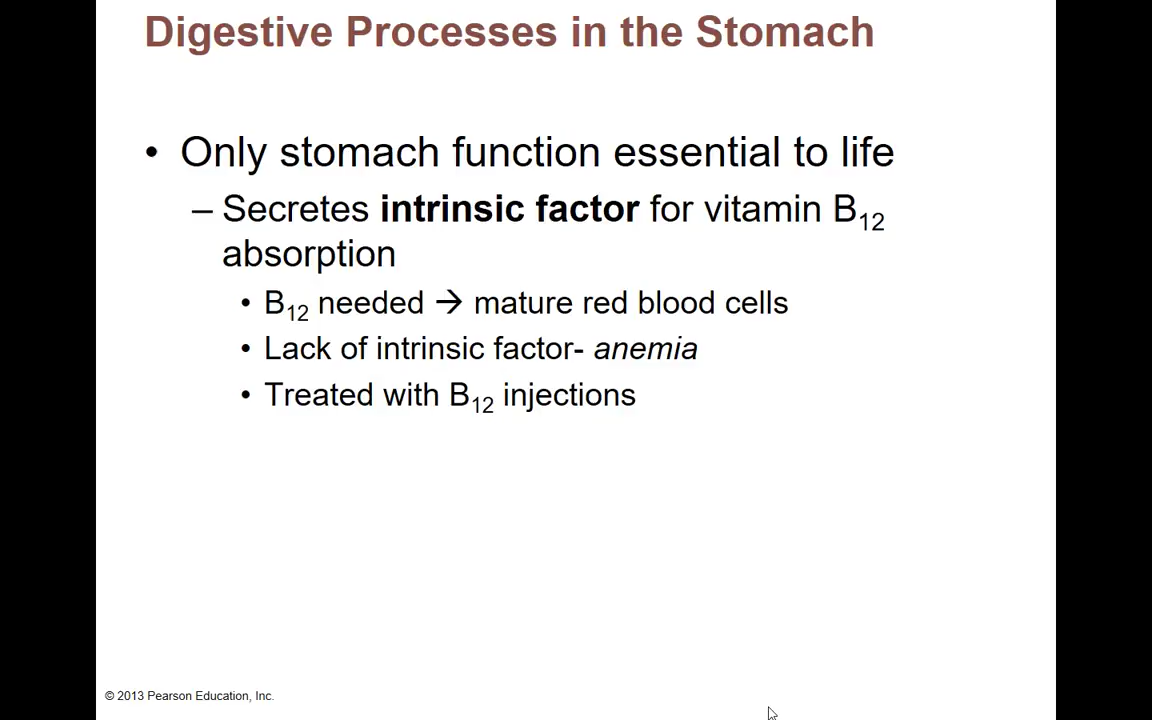 Digestive Processes in the Stomach
• Only stomach function essential to life
– Secretes intrinsic factor for vitamin B12
absorption
• B12 needed → mature red blood cells
• Lack of intrinsic factor- anemia
• Treated with B12 injections
© 2013 Pearson Education, Inc.